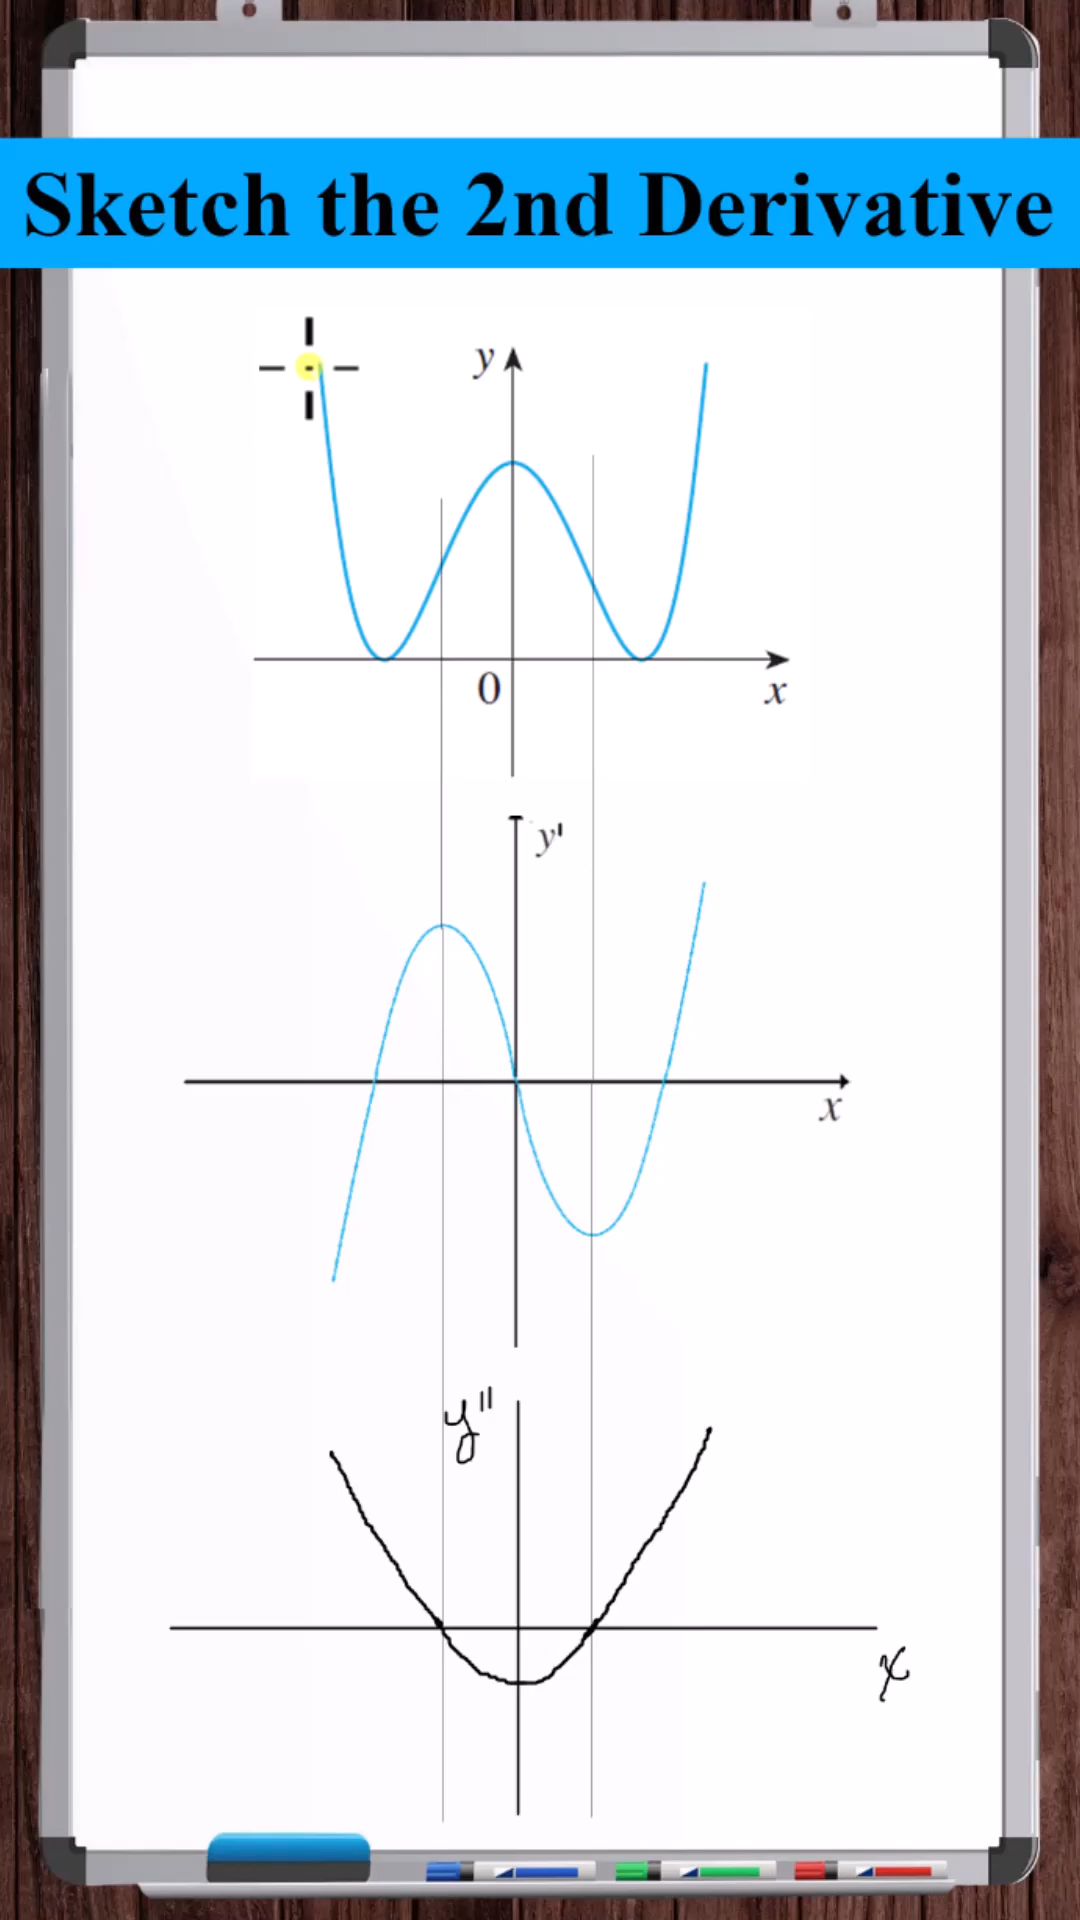 Sketch the 2nd Derivative
y
0
x
y'
x
y"
x